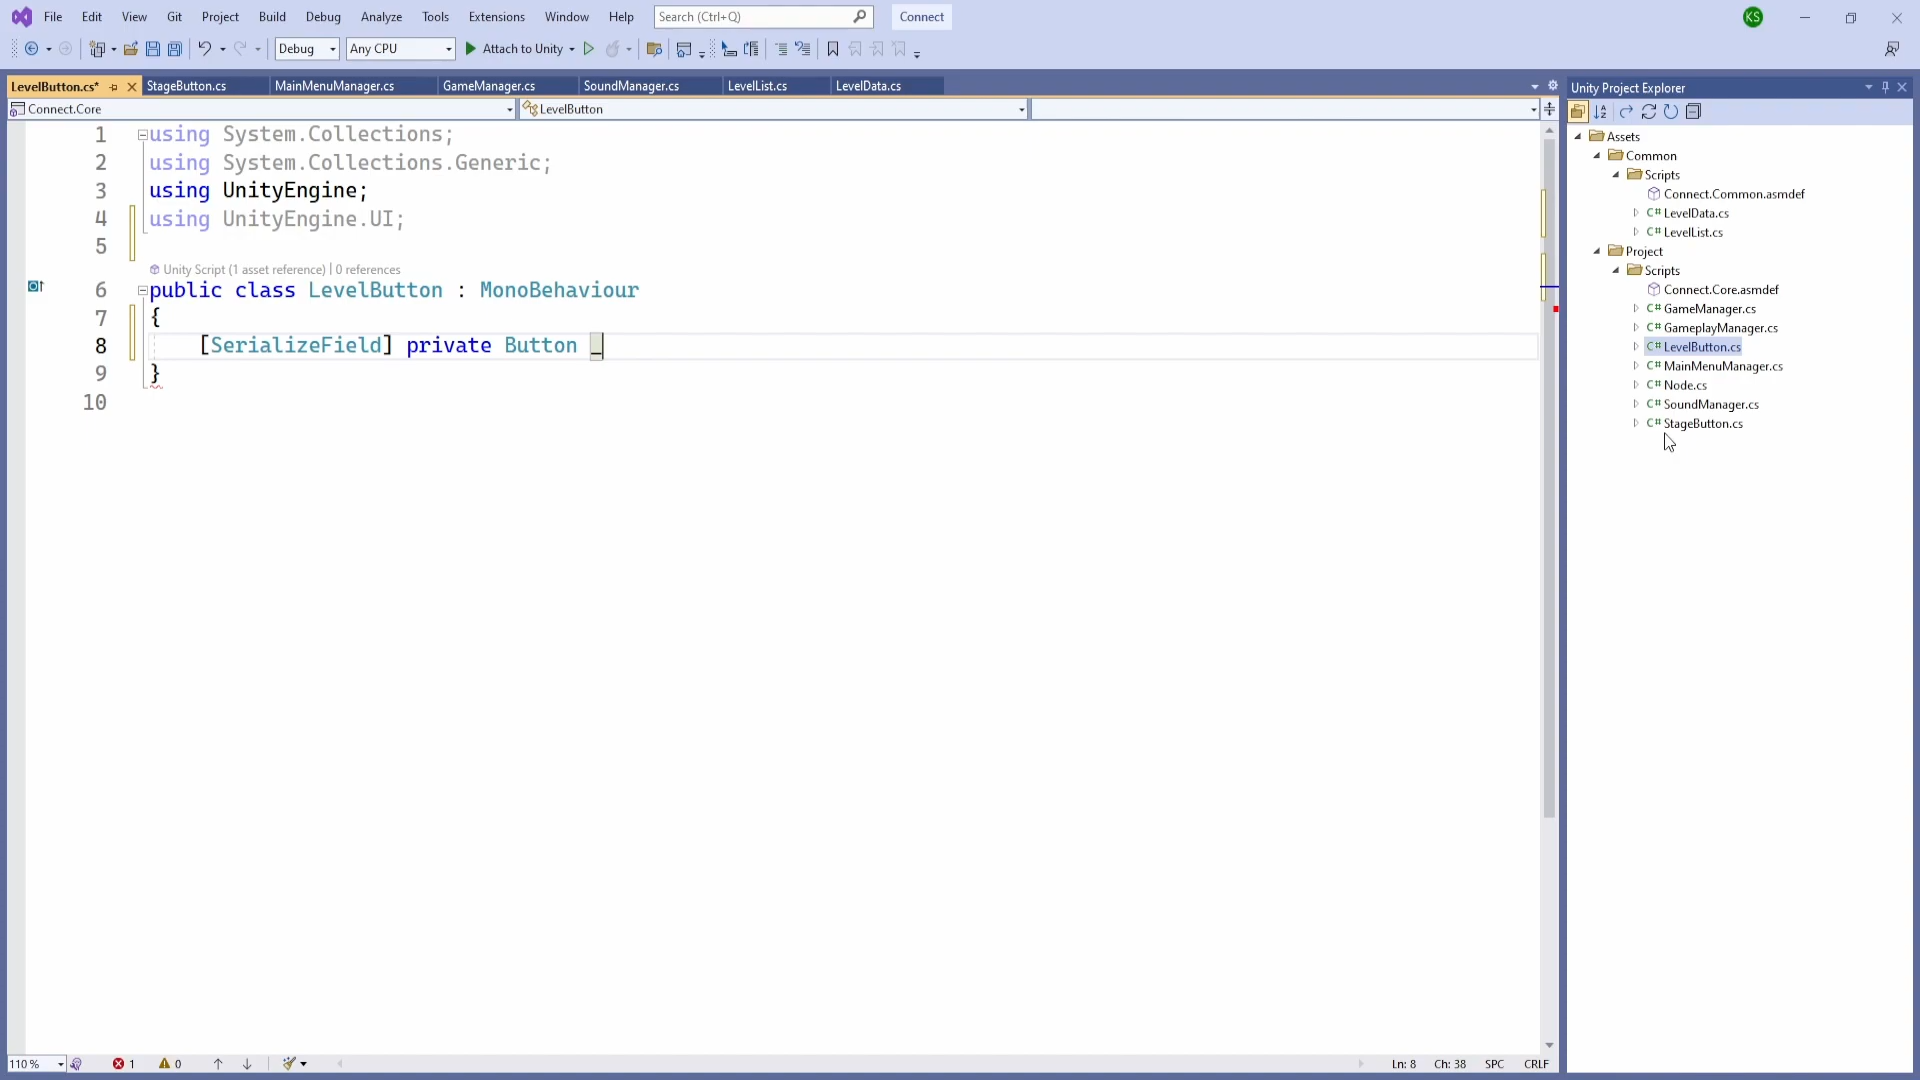 File Edit View Git Project Build Debug Analyze Tools Extensions Window Help Search (Ctrl+Q) Connect KS
Debug Any CPU Attach to Unity
LevelButton.cs* StageButton.cs MainMenuManager.cs GameManager.cs SoundManager.cs LevelList.cs LevelData.cs
Connect.Core LevelButton
1 using System.Collections;
2 using System.Collections.Generic;
3 using UnityEngine;
4 using UnityEngine.UI;
5
Unity Script (1 asset reference) | 0 references
6 public class LevelButton : MonoBehaviour
7 {
8 [SerializeField] private Button _
9 }
10
110 % 1 0 Ln: 8 Ch: 38 SPC CRLF
Unity Project Explorer
Assets
Common
Scripts
Connect.Common.asmdef
C# LevelData.cs
C# LevelList.cs
Project
Scripts
Connect.Core.asmdef
C# GameManager.cs
C# GameplayManager.cs
C# LevelButton.cs
C# MainMenuManager.cs
C# Node.cs
C# SoundManager.cs
C# StageButton.cs